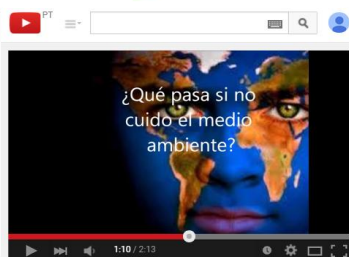 PT
¿Qué pasa si no
cuido el medio
ambiente?
1:10 / 2:13